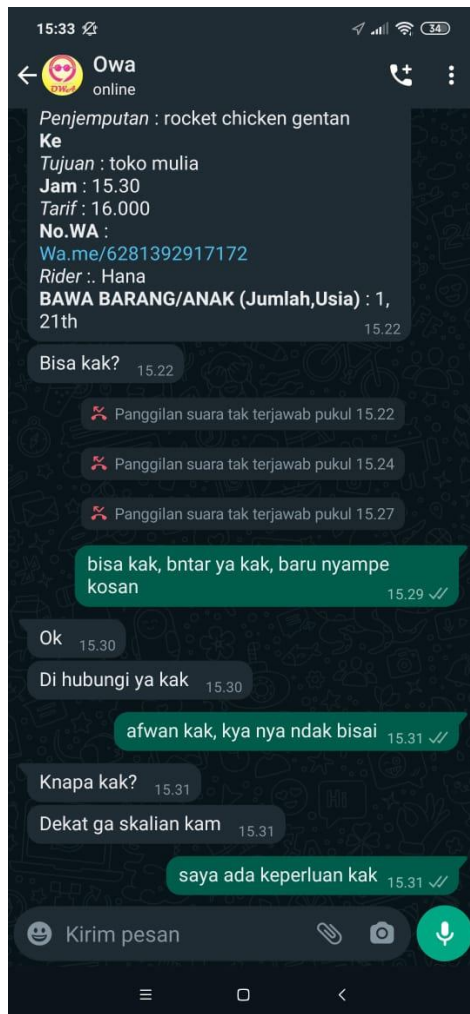 15:33
34
Owa
online
Penjemputan : rocket chicken gentan
Ke
Tujuan : toko mulia
Jam : 15.30
Tarif : 16.000
No.WA :
Wa.me/6281392917172
Rider :. Hana
BAWA BARANG/ANAK (Jumlah,Usia) : 1,
21th
15.22
Bisa kak? 15.22
Panggilan suara tak terjawab pukul 15.22
Panggilan suara tak terjawab pukul 15.24
Panggilan suara tak terjawab pukul 15.27
bisa kak, bntar ya kak, baru nyampe
kosan
15.29
Ok 15.30
Di hubungi ya kak 15.30
afwan kak, kya nya ndak bisai 15.31
Knapa kak? 15.31
Dekat ga skalian kam 15.31
saya ada keperluan kak 15.31
Kirim pesan